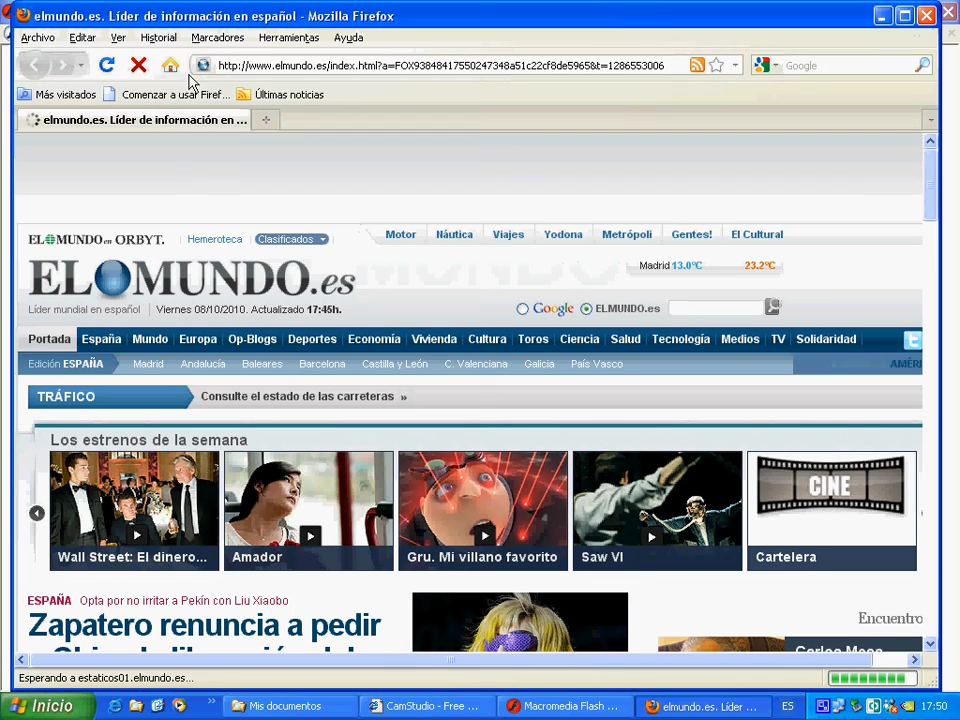 elmundo.es. Líder de información en español - Mozilla Firefox
Archivo Editar Ver Historial Marcadores Herramientas Ayuda
http://www.elmundo.es/index.html?a=FOX93848417550247348a51c22cf8de5965&t=1286553006 Google
Más visitados Comenzar a usar Firef... Últimas noticias
elmundo.es. Líder de información en ...
EL MUNDO en ORBYT. Hemeroteca Clasificados Motor Náutica Viajes Yodona Metrópoli Gentes! El Cultural
EL MUNDO.es
Madrid 13.0ºC 23.2ºC
Líder mundial en español Viernes 08/10/2010. Actualizado 17:45h. Google ELMUNDO.es
Portada España Mundo Europa Op-Blogs Deportes Economía Vivienda Cultura Toros Ciencia Salud Tecnología Medios TV Solidaridad t
Edición ESPAÑA Madrid Andalucía Baleares Barcelona Castilla y León C. Valenciana Galicia País Vasco AMÉRI
TRÁFICO Consulte el estado de las carreteras »
Los estrenos de la semana
CINE
Wall Street: El dinero... Amador Gru. Mi villano favorito Saw VI Cartelera
ESPAÑA Opta por no irritar a Pekín con Liu Xiaobo
Encuentro
Zapatero renuncia a pedir
Esperando a estaticos01.elmundo.es...
Inicio Mis documentos CamStudio - Free ... Macromedia Flash ... elmundo.es. Líder ... ES 17:50